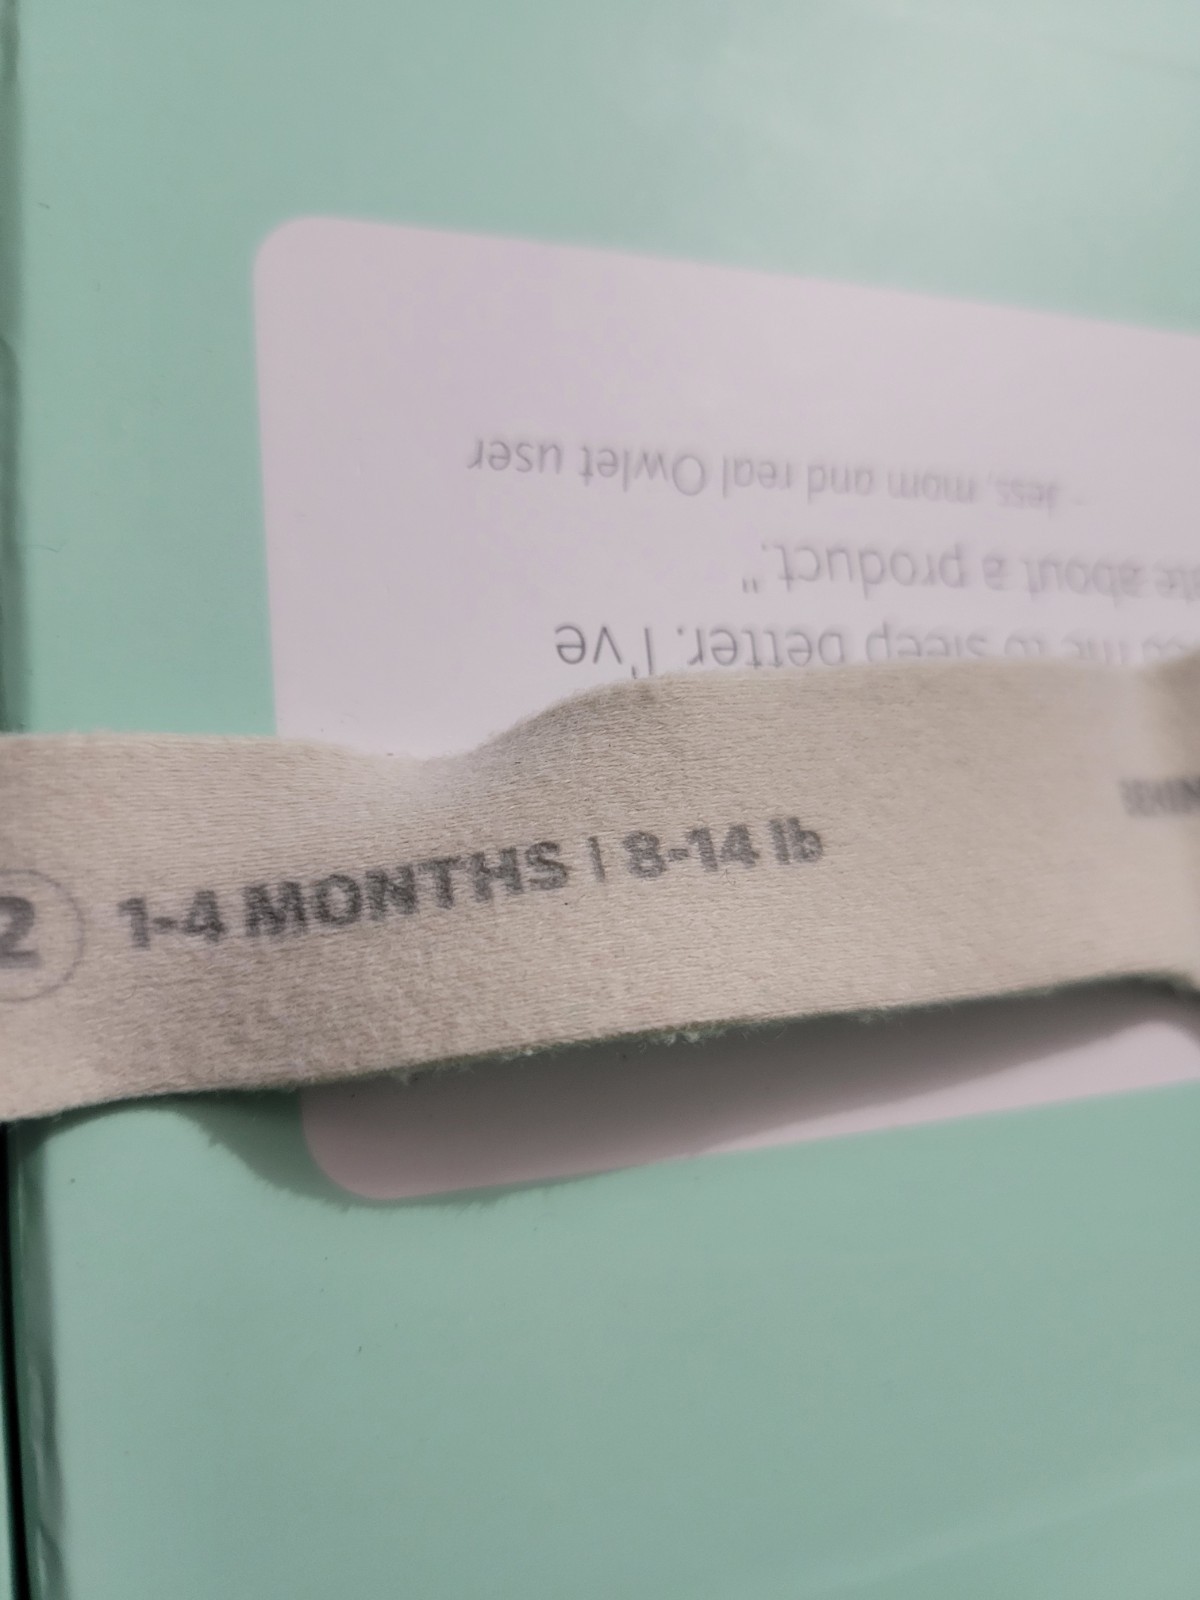 2 1-4 MONTHS | 8-14 lb
to sleep better. I've
about a product."
- Jess, mom and real Owlet user